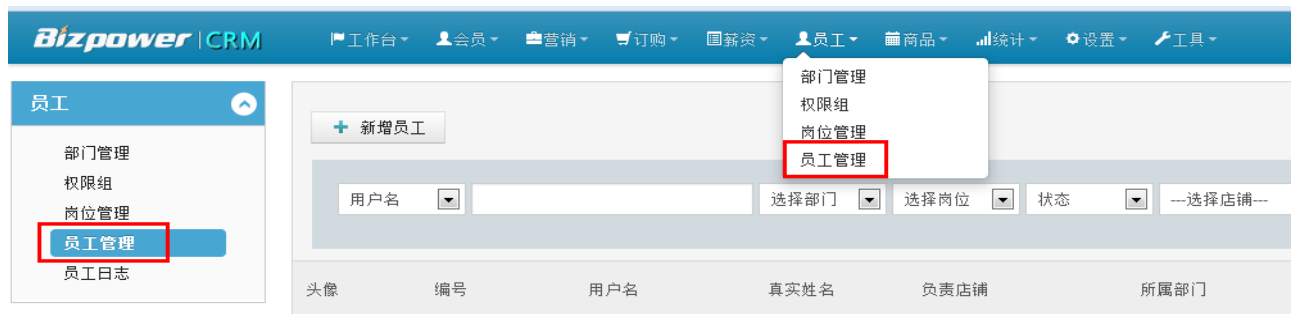 Bizpower | CRM 工作台 会员 营销 订购 薪资 员工 商品 统计 设置 工具
部门管理
权限组
岗位管理
员工管理
员工
部门管理
权限组
岗位管理
员工管理
员工日志
+ 新增员工
用户名 选择部门 选择岗位 状态 ---选择店铺---
头像 编号 用户名 真实姓名 负责店铺 所属部门